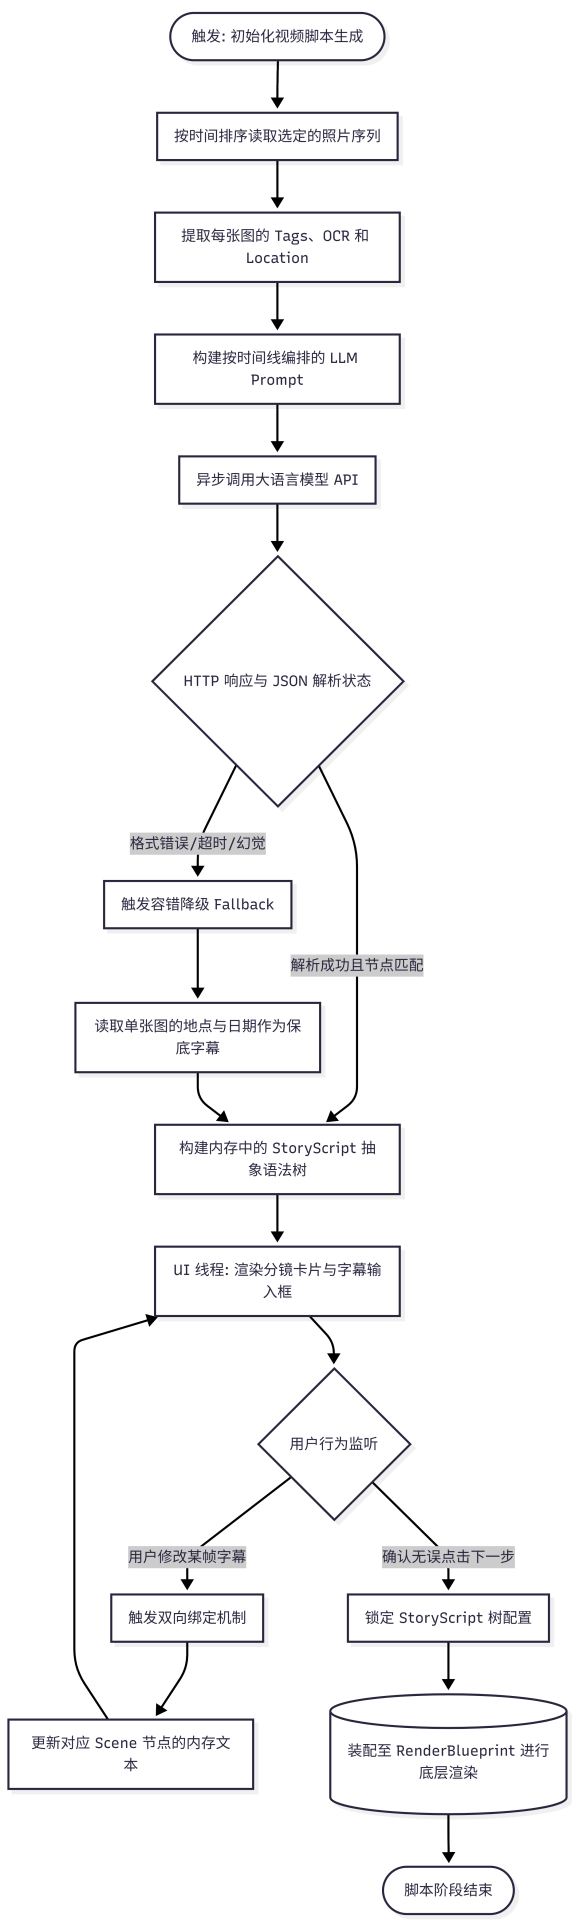 触发: 初始化视频脚本生成
按时间排序读取选定的照片序列
提取每张图的 Tags、OCR 和
Location
构建按时间线编排的 LLM
Prompt
异步调用大语言模型 API
HTTP 响应与 JSON 解析状态
格式错误/超时/幻觉
触发容错降级 Fallback
解析成功且节点匹配
读取单张图的地点与日期作为保
底字幕
构建内存中的 StoryScript 抽
象语法树
UI 线程: 渲染分镜卡片与字幕输
入框
用户行为监听
用户修改某帧字幕
确认无误点击下一步
触发双向绑定机制
锁定 StoryScript 树配置
更新对应 Scene 节点的内存文
本
装配至 RenderBlueprint 进行
底层渲染
脚本阶段结束